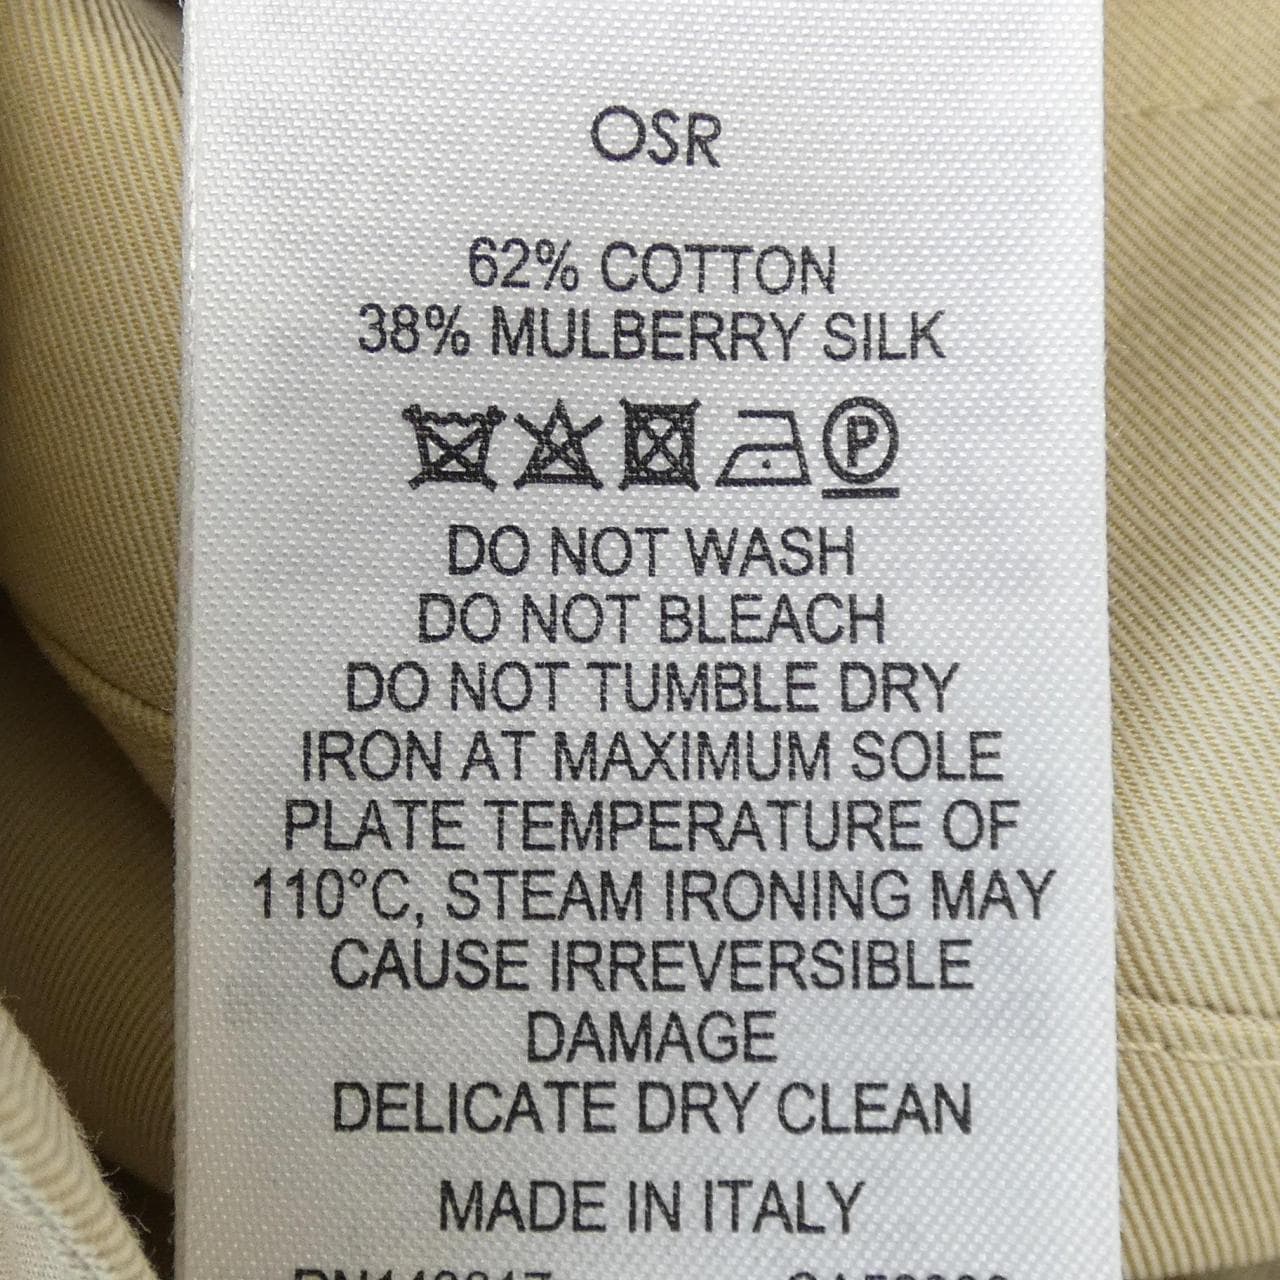 OSR
62% COTTON
38% MULBERRY SILK
P
DO NOT WASH
DO NOT BLEACH
DO NOT TUMBLE DRY
IRON AT MAXIMUM SOLE
PLATE TEMPERATURE OF
110°C, STEAM IRONING MAY
CAUSE IRREVERSIBLE
DAMAGE
DELICATE DRY CLEAN
MADE IN ITALY